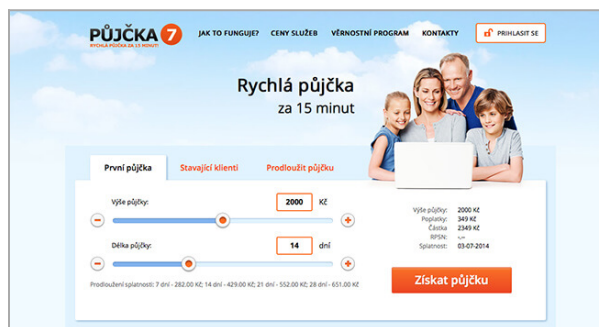 PŮJČKA 7
RYCHLÁ PŮJČKA ZA 15 MINUT!
JAK TO FUNGUJE? CENY SLUŽEB VĚRNOSTNÍ PROGRAM KONTAKTY PRIHLASIT SE
Rychlá půjčka
za 15 minut
První půjčka Stavající klienti Prodloužit půjčku
Výše půjčky: 2000 Kč
Délka půjčky: 14 dní
Prodloužení splatnosti: 7 dní - 282.00 Kč; 14 dní - 429.00 Kč; 21 dní - 552.00 Kč; 28 dní - 651.00 Kč
Výše půjčky: 2000 Kč
Poplatky: 349 Kč
Částka 2349 Kč
RPSN: -,--
Splatnost: 03-07-2014
Získat půjčku